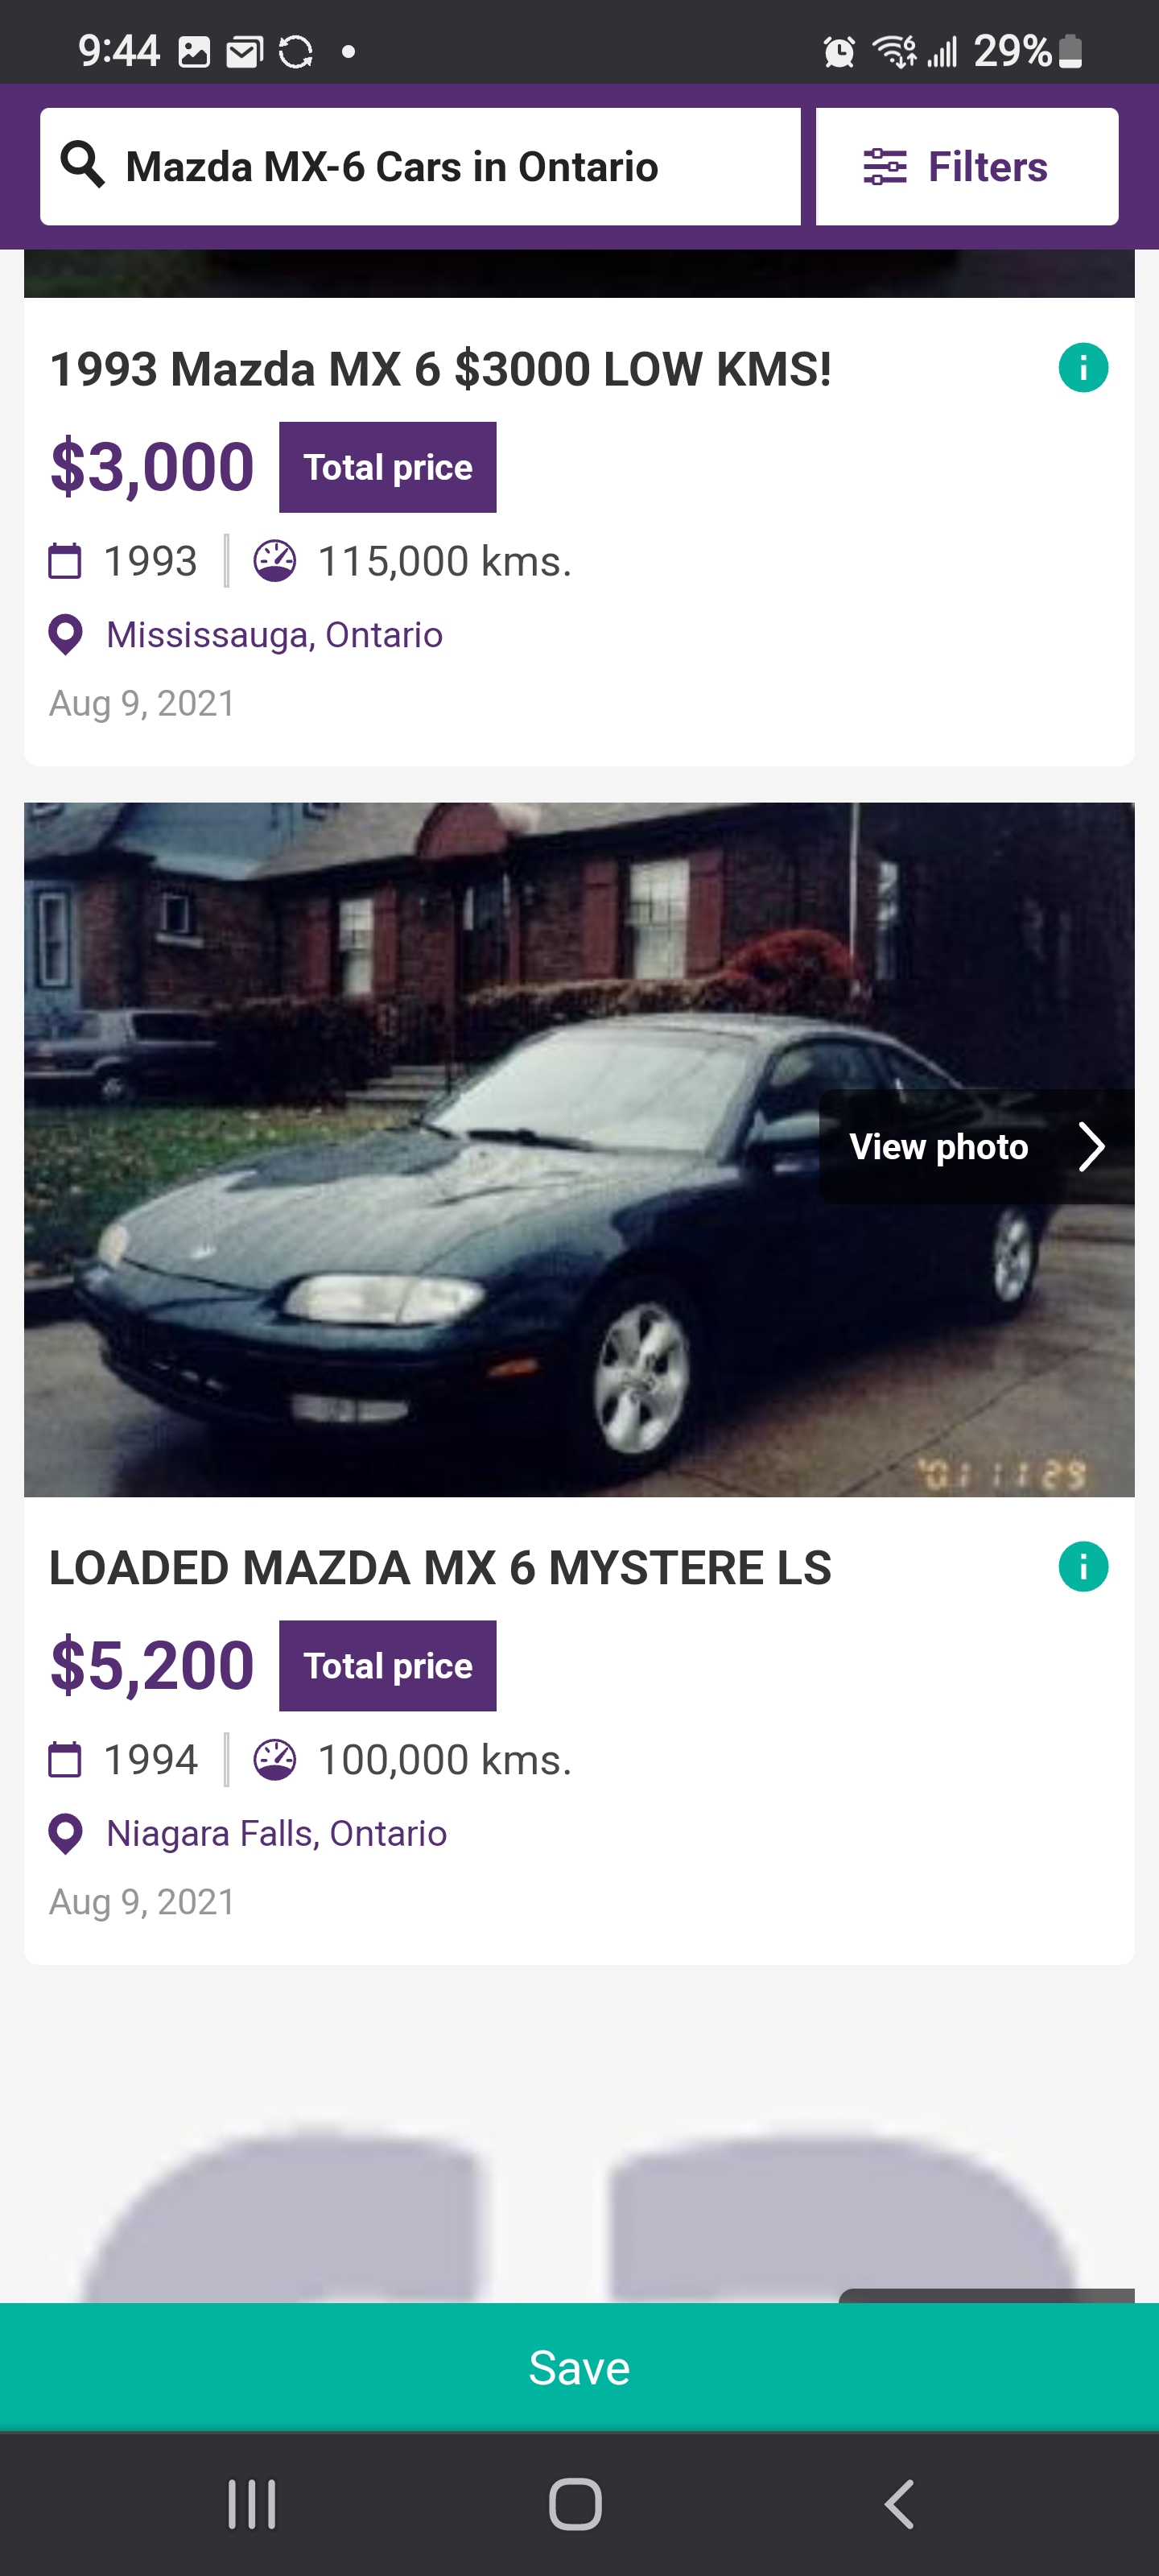 9:44
29%
Mazda MX-6 Cars in Ontario
Filters
1993 Mazda MX 6 $3000 LOW KMS!
$3,000 Total price
1993 115,000 kms.
Mississauga, Ontario
Aug 9, 2021
View photo
'01 11 29
LOADED MAZDA MX 6 MYSTERE LS
$5,200 Total price
1994 100,000 kms.
Niagara Falls, Ontario
Aug 9, 2021
Save